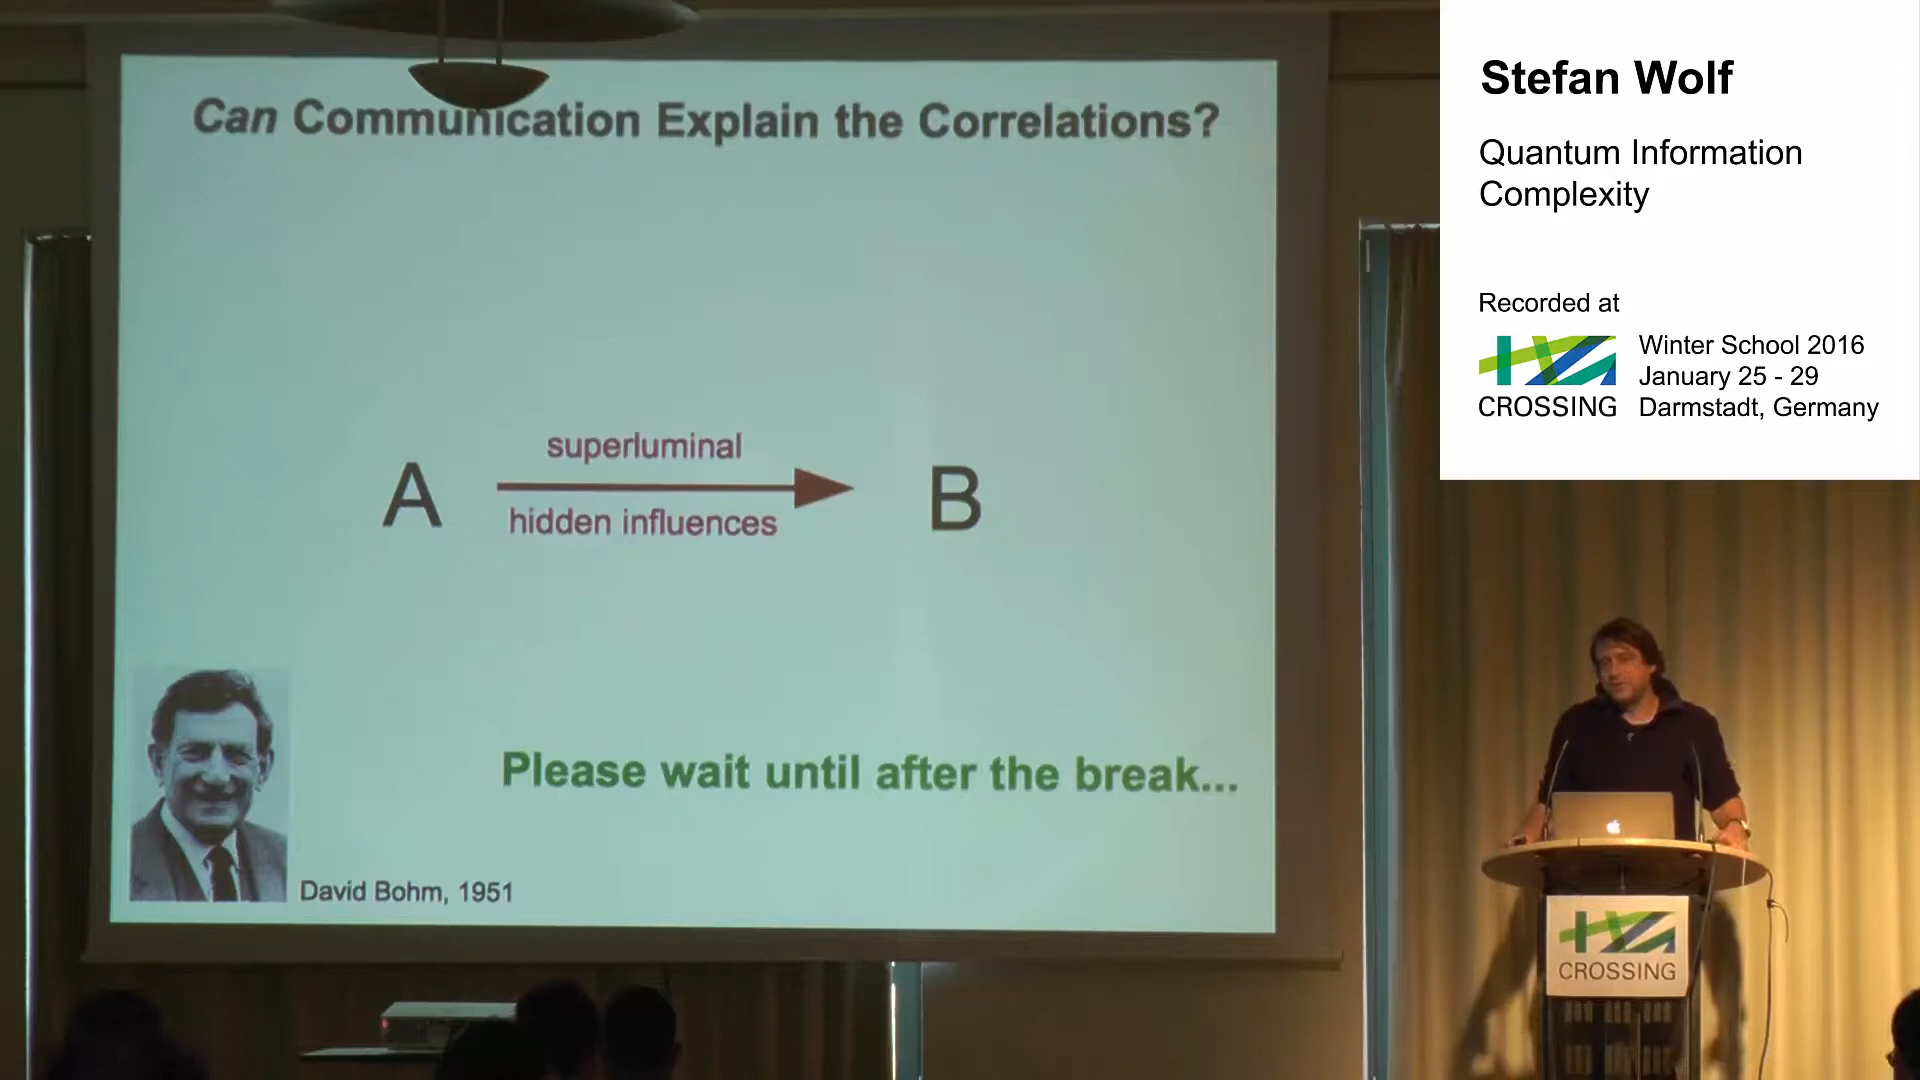 Can Communication Explain the Correlations?
superluminal
A B
hidden influences
Please wait until after the break...
David Bohm, 1951
Stefan Wolf
Quantum Information
Complexity
Recorded at
Winter School 2016
January 25 - 29
CROSSING Darmstadt, Germany
CROSSING